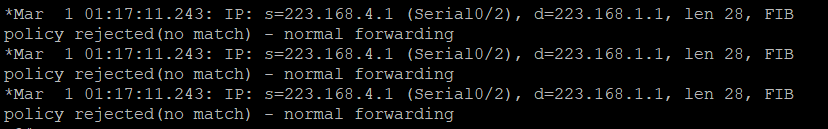 *Mar  1 01:17:11.243: IP: s=223.168.4.1 (Serial0/2), d=223.168.1.1, len 28, FIB
policy rejected(no match) - normal forwarding
*Mar  1 01:17:11.243: IP: s=223.168.4.1 (Serial0/2), d=223.168.1.1, len 28, FIB
policy rejected(no match) - normal forwarding
*Mar  1 01:17:11.243: IP: s=223.168.4.1 (Serial0/2), d=223.168.1.1, len 28, FIB
policy rejected(no match) - normal forwarding